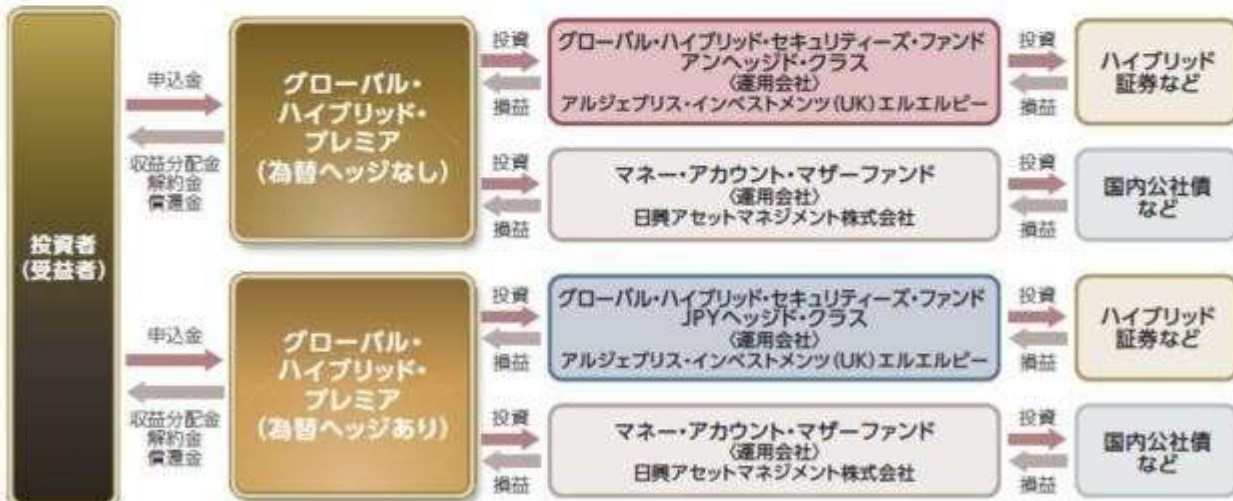 投資者
(受益者)
申込金
収益分配金
解約金
償還金
グローバル・
ハイブリッド・
プレミア
(為替ヘッジなし)
投資
損益
グローバル・ハイブリッド・セキュリティーズ・ファンド
アンヘッジド・クラス
〈運用会社〉
アルジェブリス・インベストメンツ(UK)エルエルピー
投資
損益
ハイブリッド
証券など
投資
損益
マネー・アカウント・マザーファンド
〈運用会社〉
日興アセットマネジメント株式会社
投資
損益
国内公社債
など
申込金
収益分配金
解約金
償還金
グローバル・
ハイブリッド・
プレミア
(為替ヘッジあり)
投資
損益
グローバル・ハイブリッド・セキュリティーズ・ファンド
JPYヘッジド・クラス
〈運用会社〉
アルジェブリス・インベストメンツ(UK)エルエルピー
投資
損益
ハイブリッド
証券など
投資
損益
マネー・アカウント・マザーファンド
〈運用会社〉
日興アセットマネジメント株式会社
投資
損益
国内公社債
など